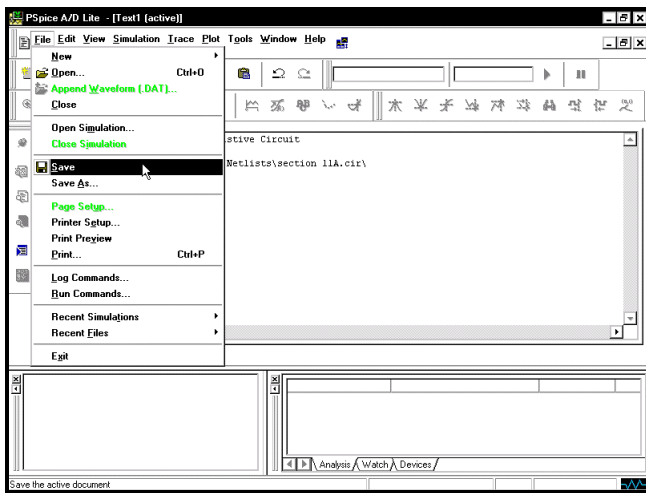 PSpice A/D Lite - [Text1 (active)]
File Edit View Simulation Trace Plot Tools Window Help
New
Open... Ctrl+O
Append Waveform (.DAT)...
Close
Open Simulation...
Close Simulation
Save
Save As...
Page Setup...
Printer Setup...
Print Preview
Print... Ctrl+P
Log Commands...
Run Commands...
Recent Simulations
Recent Files
Exit
stive Circuit
Netlists\section 11A.cir\
Analysis Watch Devices
Save the active document